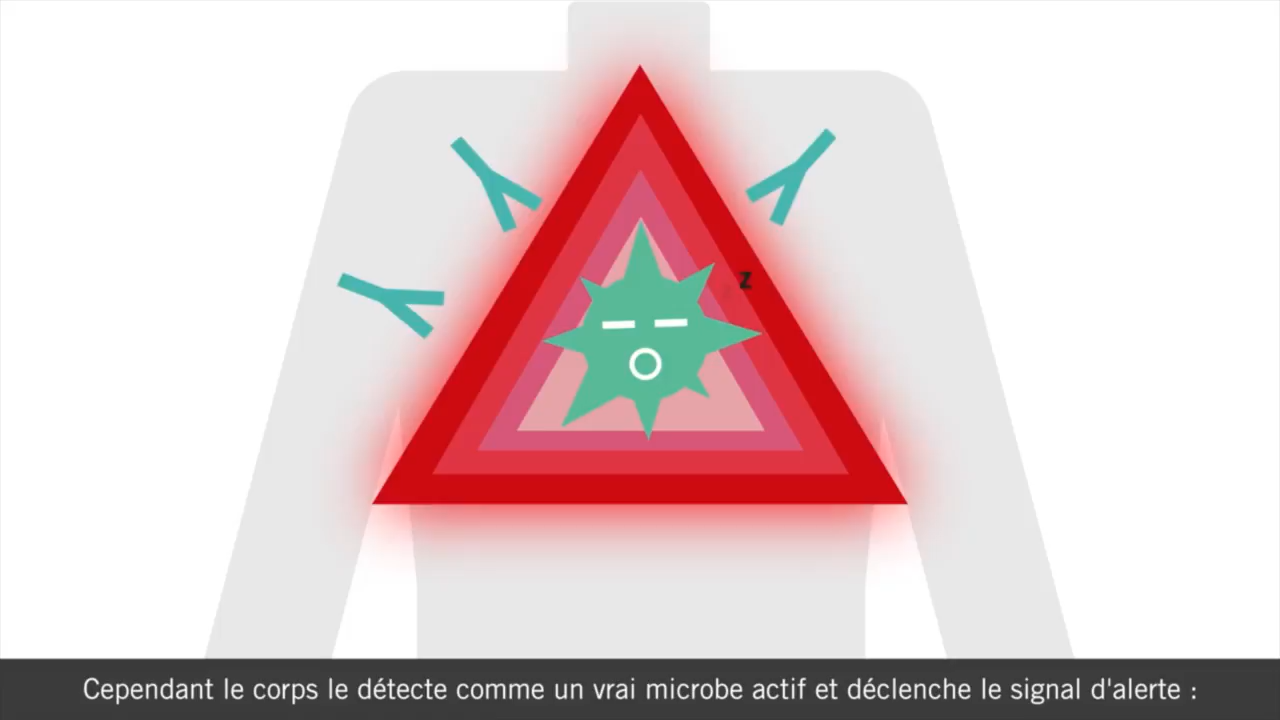 z
Cependant le corps le détecte comme un vrai microbe actif et déclenche le signal d'alerte :